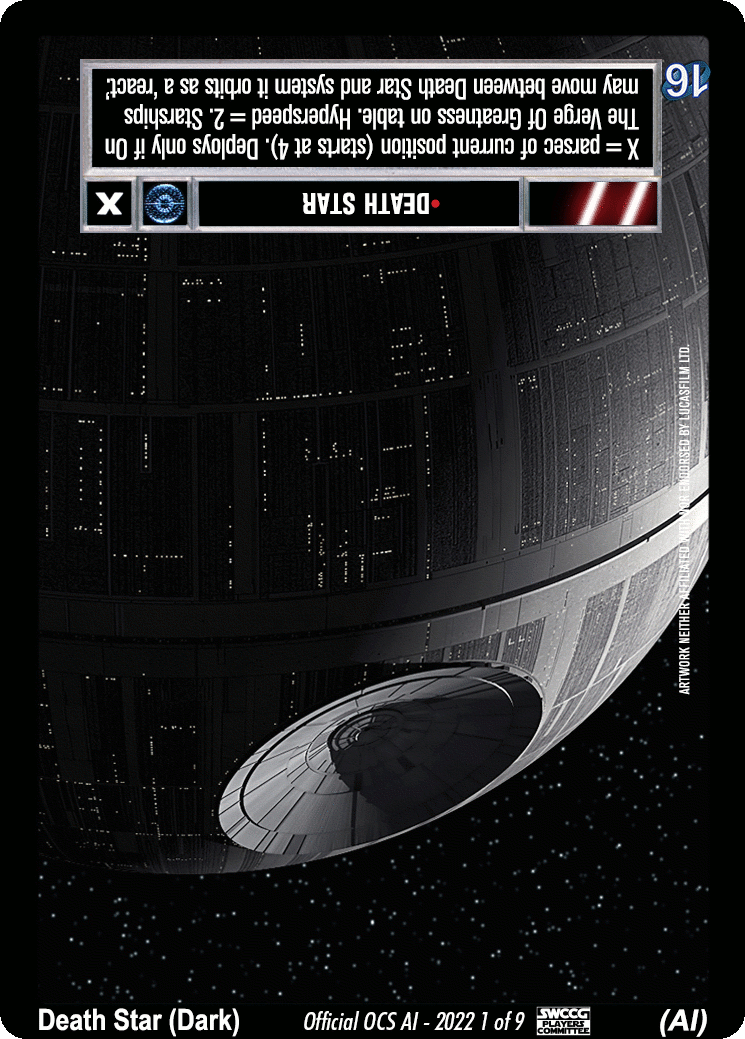 X = parsec of current position (starts at 4). Deploys only if On
The Verge Of Greatness on table. Hyperspeed = 2. Starships
may move between Death Star and system it orbits as a 'react'.
•DEATH STAR
X
16
ARTWORK NEITHER AFFILIATED WITH NOR ENDORSED BY LUCASFILM LTD.
Death Star (Dark)
Official OCS AI - 2022 1 of 9
SWCCG
PLAYERS
COMMITTEE
(AI)